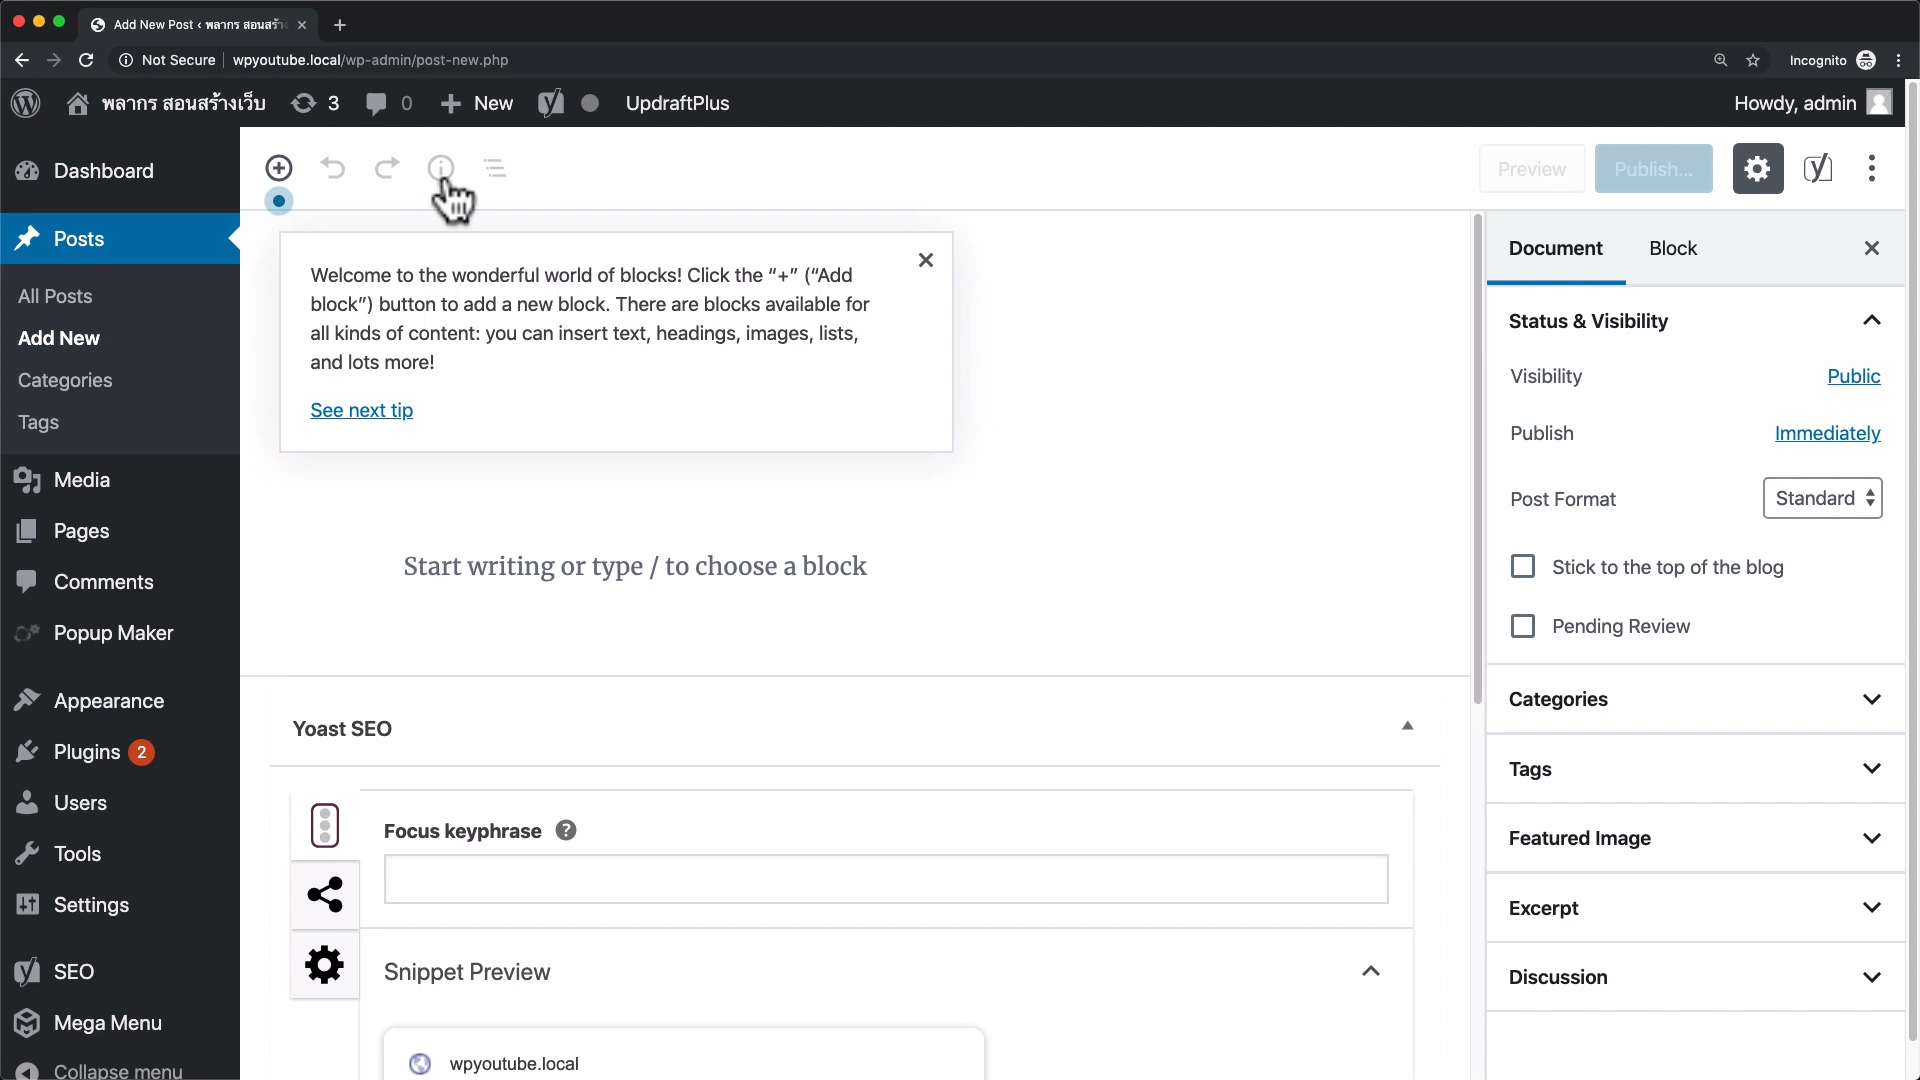 Add New Post ‹ พลากร สอนสร้าง
Not Secure wpyoutube.local/wp-admin/post-new.php
Incognito
พลากร สอนสร้างเว็บ 3 0 New UpdraftPlus
Howdy, admin
Dashboard
Posts
All Posts
Add New
Categories
Tags
Media
Pages
Comments
Popup Maker
Appearance
Plugins 2
Users
Tools
Settings
SEO
Mega Menu
Collapse menu
Preview
Publish...
Welcome to the wonderful world of blocks! Click the “+” (“Add
block”) button to add a new block. There are blocks available for
all kinds of content: you can insert text, headings, images, lists,
and lots more!
See next tip
Start writing or type / to choose a block
Yoast SEO
Focus keyphrase
Snippet Preview
wpyoutube.local
Document Block
Status & Visibility
Visibility Public
Publish Immediately
Post Format Standard
Stick to the top of the blog
Pending Review
Categories
Tags
Featured Image
Excerpt
Discussion